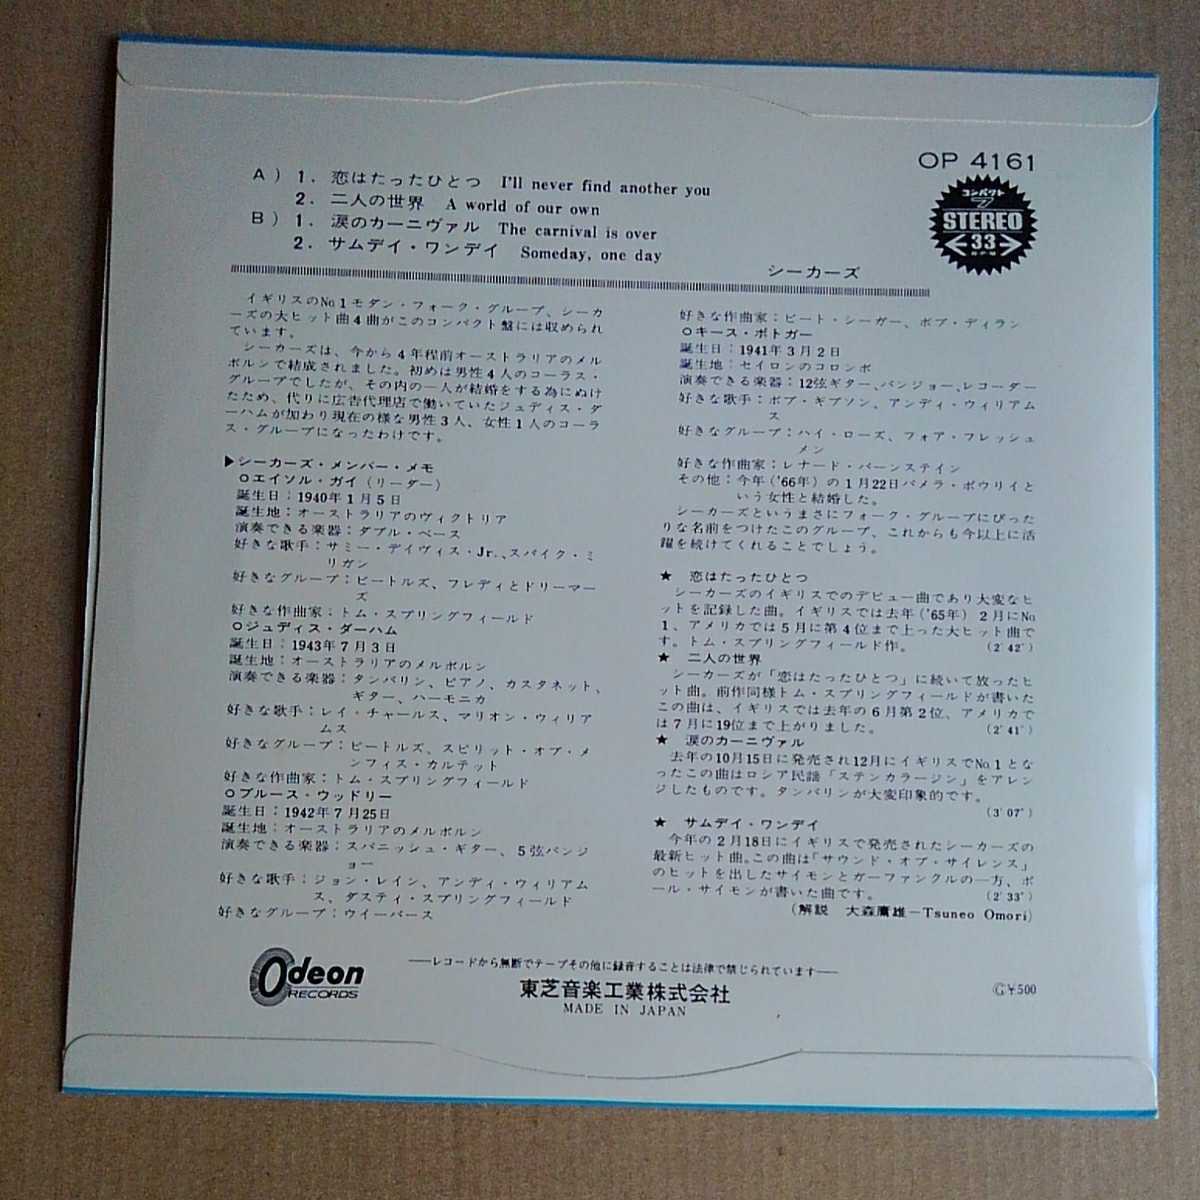 OP 4161
A) 1. 恋はたったひとつ I'll never find another you
2. 二人の世界 A world of our own
B) 1. 涙のカーニヴァル The carnival is over
2. サムデイ・ワンデイ Someday, one day
シーカーズ
コンパクト
7
STEREO
33
イギリスのNo.1モダン・フォーク・グループ、シーカ
ーズの大ヒット曲4曲がこのコンパクト盤には収められ
ています。
シーカーズは、今から4年程前オーストラリアのメル
ボルンで結成されました。初めは男性4人のコーラス・
グループでしたが、その内の一人が結婚をする為にぬけ
たため、代りに広告代理店で働いていたジュディス・ダ
ーハムが加わり現在の様な男性3人、女性1人のコーラ
ス・グループになったわけです。
▶シーカーズ・メンバー・メモ
○エイソル・ガイ(リーダー)
誕生日:1940年1月5日
誕生地:オーストラリアのヴィクトリア
演奏できる楽器:ダブル・ベース
好きな歌手:サミー・デイヴィス・Jr.、スパイク・ミ
リガン
好きなグループ:ビートルズ、フレディとドリーマー
ズ
好きな作曲家:トム・スプリングフィールド
○ジュディス・ダーハム
誕生日:1943年7月3日
誕生地:オーストラリアのメルボルン
演奏できる楽器:タンバリン、ピアノ、カスタネット、
ギター、ハーモニカ
好きな歌手:レイ・チャールス、マリオン・ウィリア
ムス
好きなグループ:ビートルズ、スピリット・オブ・メ
ンフィス・カルテット
好きな作曲家:トム・スプリングフィールド
○ブルース・ウッドリー
誕生日:1942年7月25日
誕生地:オーストラリアのメルボルン
演奏できる楽器:スパニッシュ・ギター、5弦バンジ
ョー
好きな歌手:ジョン・レイン、アンディ・ウィリアム
ス、ダスティ・スプリングフィールド
好きなグループ:ウイーバース
好きな作曲家:ピート・シーガー、ボブ・ディラン
○キース・ポトガー
誕生日:1941年3月2日
誕生地:セイロンのコロンボ
演奏できる楽器:12弦ギター、バンジョー、レコーダー
好きな歌手:ボブ・ギブソン、アンディ・ウィリアム
ス
好きなグループ:ハイ・ローズ、フォア・フレッシュ
メン
好きな作曲家:レナード・バーンステイン
その他:今年('66年)の1月22日パメラ・ポウリイと
いう女性と結婚した。
シーカーズというまさにフォーク・グループにぴった
りな名前をつけたこのグループ、これからも今以上に活
躍を続けてくれることでしょう。
★ 恋はたったひとつ
シーカーズのイギリスでのデビュー曲であり大変なヒ
ットを記録した曲。イギリスでは去年('65年)2月にNo.
1、アメリカでは5月に第4位まで上った大ヒット曲で
す。トム・スプリングフィールド作。 (2′42″)
★ 二人の世界
シーカーズが「恋はたったひとつ」に続いて放ったヒ
ット曲。前作同様トム・スプリングフィールドが書いた
この曲は、イギリスでは去年の6月第2位、アメリカで
は7月に19位まで上がりました。 (2′41″)
★ 涙のカーニヴァル
去年の10月15日に発売され12月にイギリスでNo.1とな
ったこの曲はロシア民謡「ステンカラージン」をアレン
ジしたものです。タンバリンが大変印象的です。
(3′07″)
★ サムデイ・ワンデイ
今年の2月18日にイギリスで発売されたシーカーズの
最新ヒット曲。この曲は「サウンド・オブ・サイレンス」
のヒットを出したサイモンとガーファンクルの一方、ポ
ール・サイモンが書いた曲です。 (2′33″)
(解説 大森庸雄—Tsuneo Omori)
Odeon
RECORDS
——レコードから無断でテープその他に録音することは法律で禁じられています——
東芝音楽工業株式会社
MADE IN JAPAN
Ⓖ¥500